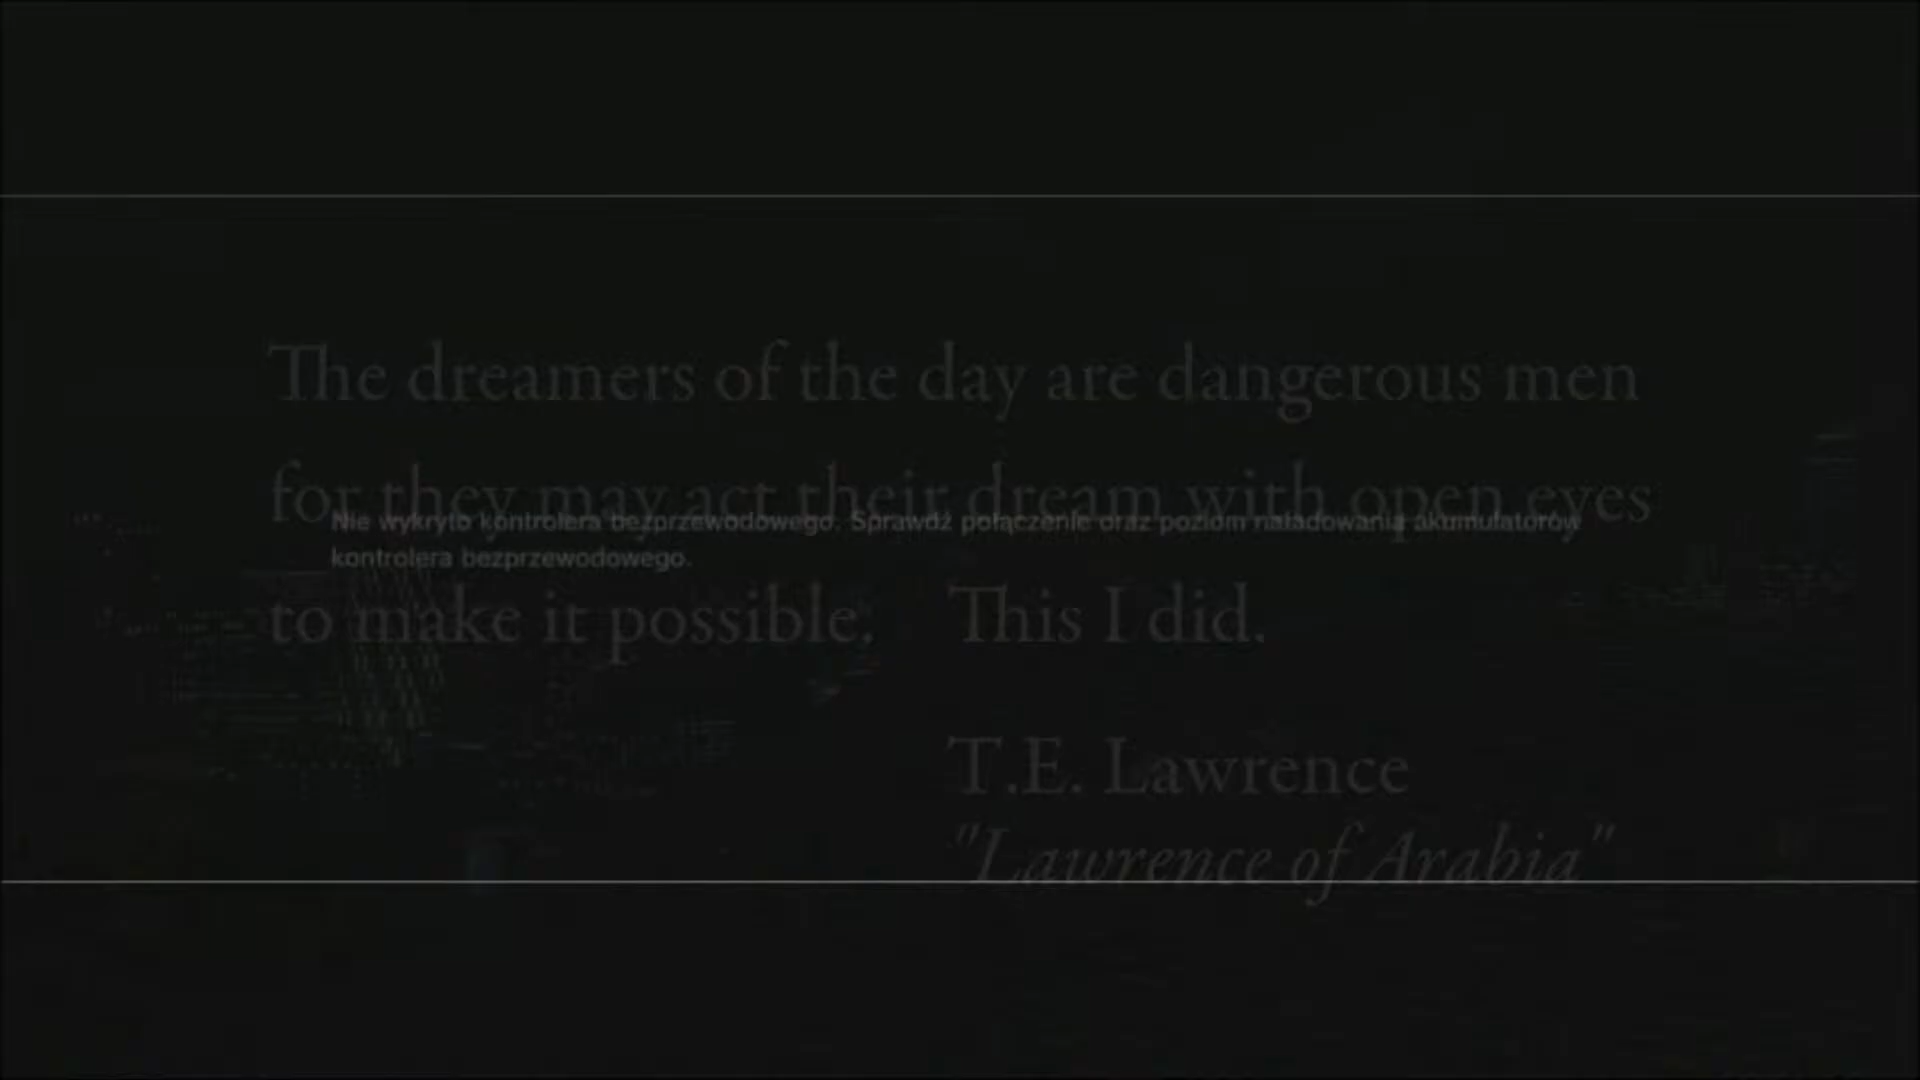 The dreamers of the day are dangerous men
for they may act their dream with open eyes
Nie wykryto kontrolera bezprzewodowego. Sprawdź połączenie oraz poziom naładowania akumulatorów
kontrolera bezprzewodowego.
to make it possible. This I did.
T.E. Lawrence
"Lawrence of Arabia"